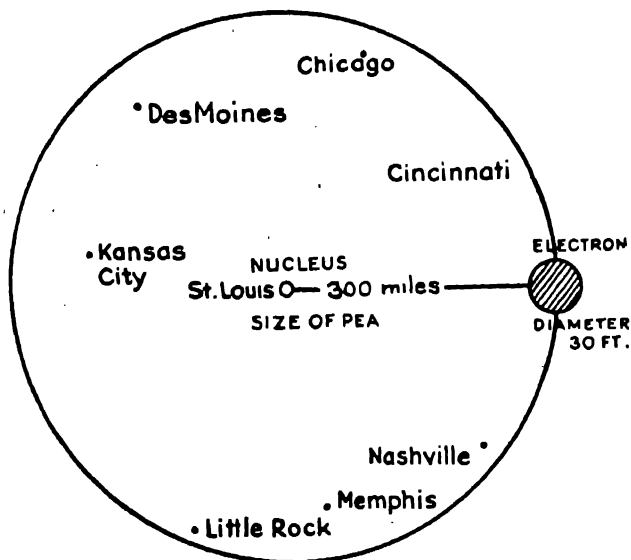 Chicago
DesMoines
Cincinnati
Kansas
City
ELECTRON
NUCLEUS
St. Louis 300 miles
SIZE OF PEA
DIAMETER
30 FT.
Nashville
Memphis
Little Rock